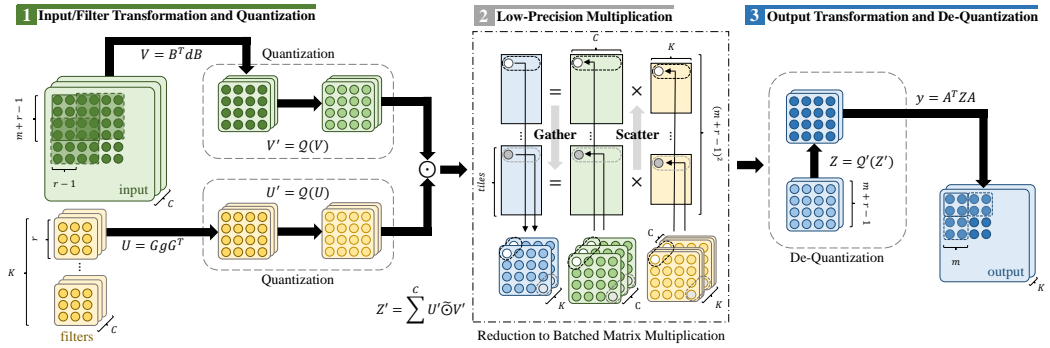 1 Input/Filter Transformation and Quantization
2 Low-Precision Multiplication
3 Output Transformation and De-Quantization
V = B^T dB
Quantization
m + r − 1
r − 1
input
C
V′ = Q(V)
U′ = Q(U)
K
r
U = GgG^T
⋮
C
filters
Quantization
Z′ = ∑^C U′⊙̃V′
⊙
C
K
=
×
⋮
Gather
⋮
Scatter
⋮
(m + r − 1)²
tiles
=
×
K
C
C
K
Reduction to Batched Matrix Multiplication
y = A^T ZA
Z = Q′(Z′)
m + r − 1
De-Quantization
m
output
K